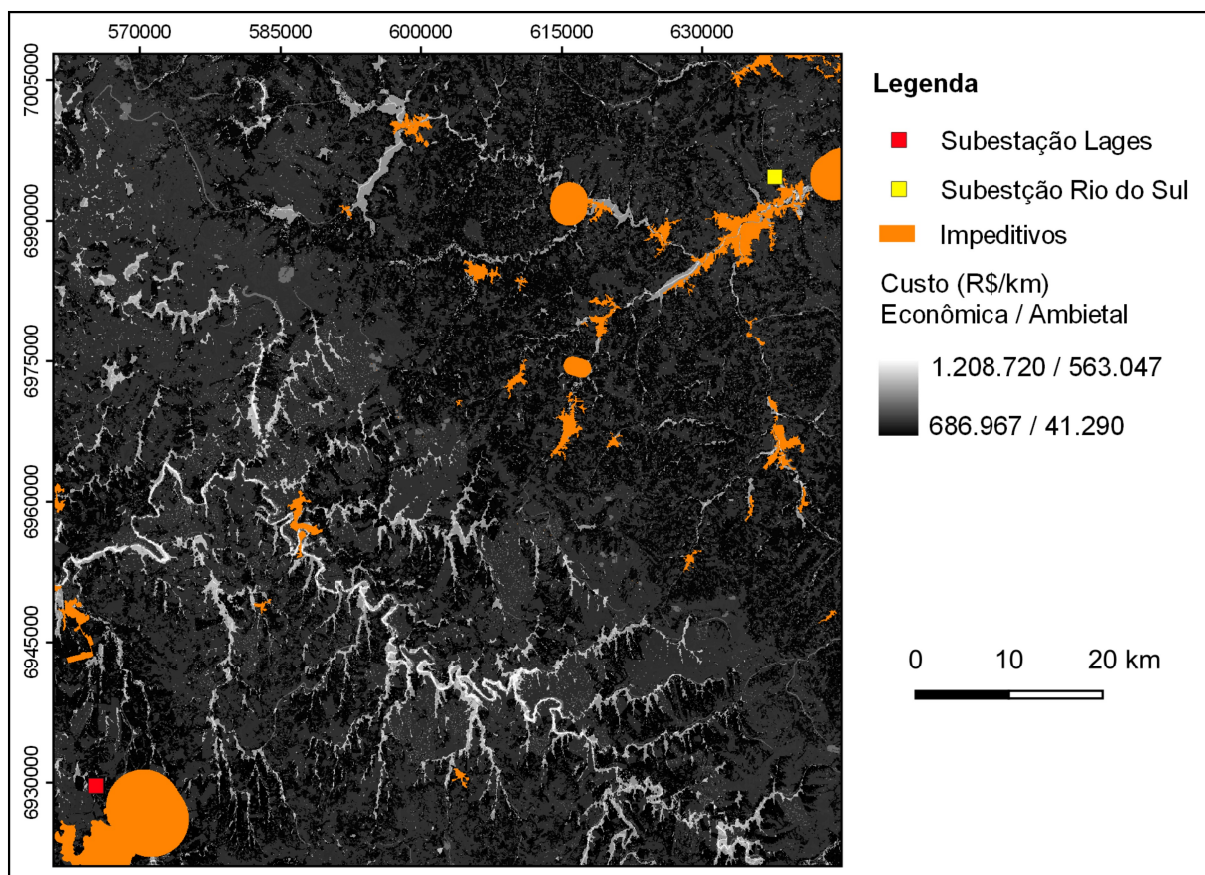 570000 585000 600000 615000 630000
7005000
6990000
6975000
6960000
6945000
6930000
Legenda
Subestação Lages
Subestção Rio do Sul
Impeditivos
Custo (R$/km)
Econômica / Ambietal
1.208.720 / 563.047
686.967 / 41.290
0 10 20 km